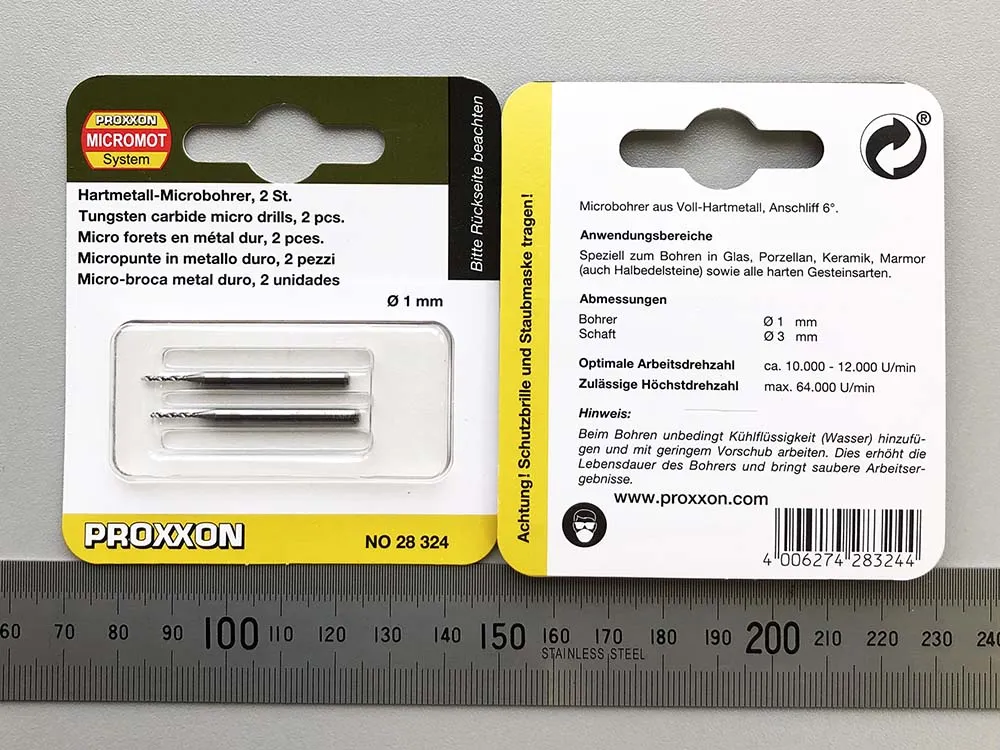 PROXXON
MICROMOT
System
Bitte Rückseite beachten
Hartmetall-Microbohrer, 2 St.
Tungsten carbide micro drills, 2 pcs.
Micro forets en métal dur, 2 pces.
Micropunte in metallo duro, 2 pezzi
Micro-broca metal duro, 2 unidades
Ø 1 mm
PROXXON
NO 28 324
Achtung! Schutzbrille und Staubmaske tragen!
®
Microbohrer aus Voll-Hartmetall, Anschliff 6°.
Anwendungsbereiche
Speziell zum Bohren in Glas, Porzellan, Keramik, Marmor
(auch Halbedelsteine) sowie alle harten Gesteinsarten.
Abmessungen
Bohrer Ø 1 mm
Schaft Ø 3 mm
Optimale Arbeitsdrehzahl ca. 10.000 - 12.000 U/min
Zulässige Höchstdrehzahl max. 64.000 U/min
Hinweis:
Beim Bohren unbedingt Kühlflüssigkeit (Wasser) hinzufü-
gen und mit geringem Vorschub arbeiten. Dies erhöht die
Lebensdauer des Bohrers und bringt saubere Arbeitser-
gebnisse.
www.proxxon.com
4 006274 283244
60 70 80 90 100 110 120 130 140 150 160 170 180 190 200 210 220 230 240
STAINLESS STEEL